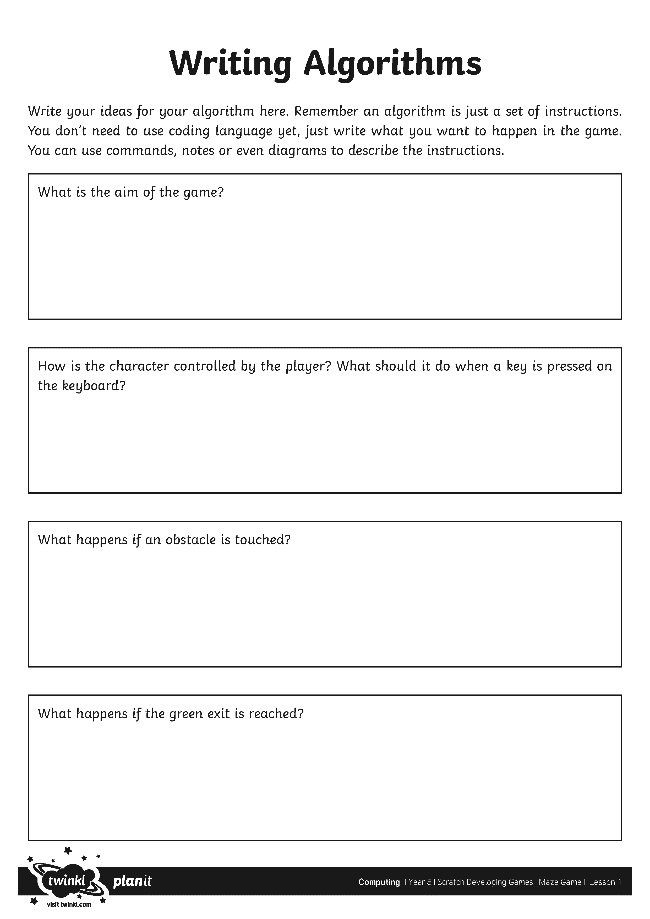 Writing Algorithms
Write your ideas for your algorithm here. Remember an algorithm is just a set of instructions.
You don't need to use coding language yet, just write what you want to happen in the game.
You can use commands, notes or even diagrams to describe the instructions.
What is the aim of the game?
How is the character controlled by the player? What should it do when a key is pressed on
the keyboard?
What happens if an obstacle is touched?
What happens if the green exit is reached?
twinkl planit
visit twinkl.com
Computing | Year 5 | Scratch Developing Games | Maze Game | Lesson 1